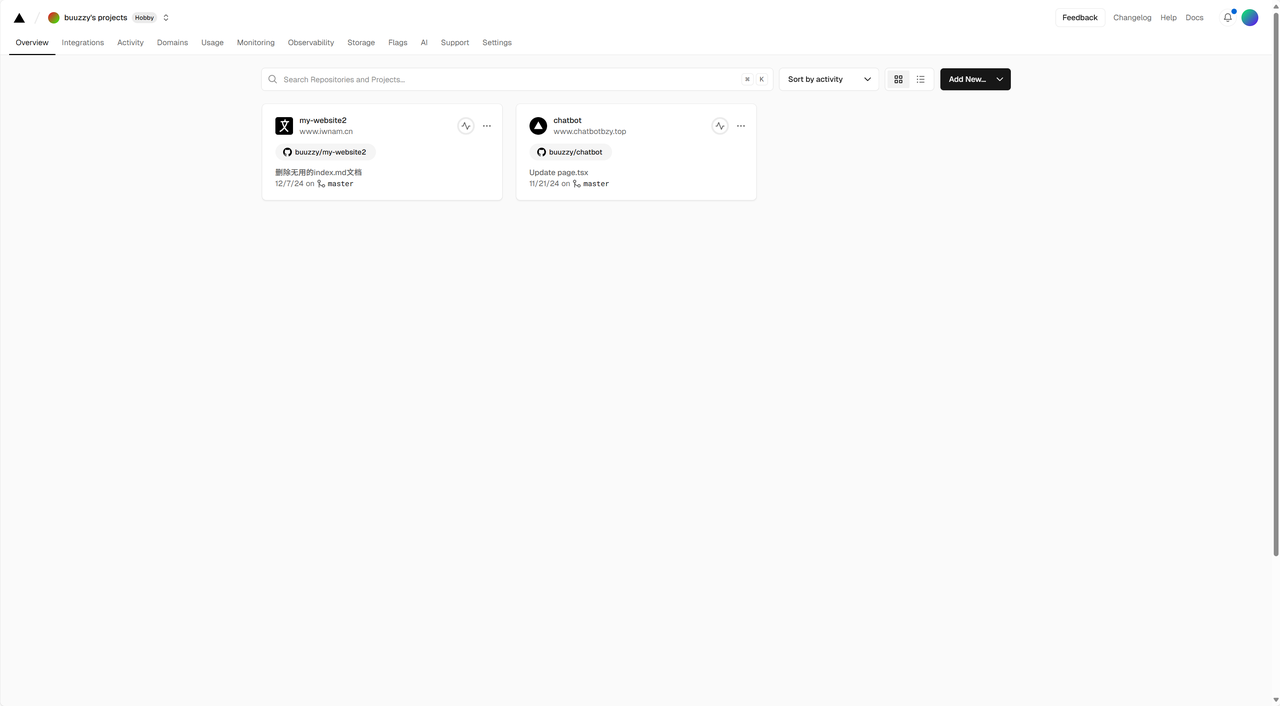 buuzzy's projects Hobby
Feedback Changelog Help Docs
Overview Integrations Activity Domains Usage Monitoring Observability Storage Flags AI Support Settings
Search Repositories and Projects... ⌘ K Sort by activity Add New...
文 my-website2
www.iwnam.cn
buuzzy/my-website2
删除无用的index.md文档
12/7/24 on master
chatbot
www.chatbotbzy.top
buuzzy/chatbot
Update page.tsx
11/21/24 on master